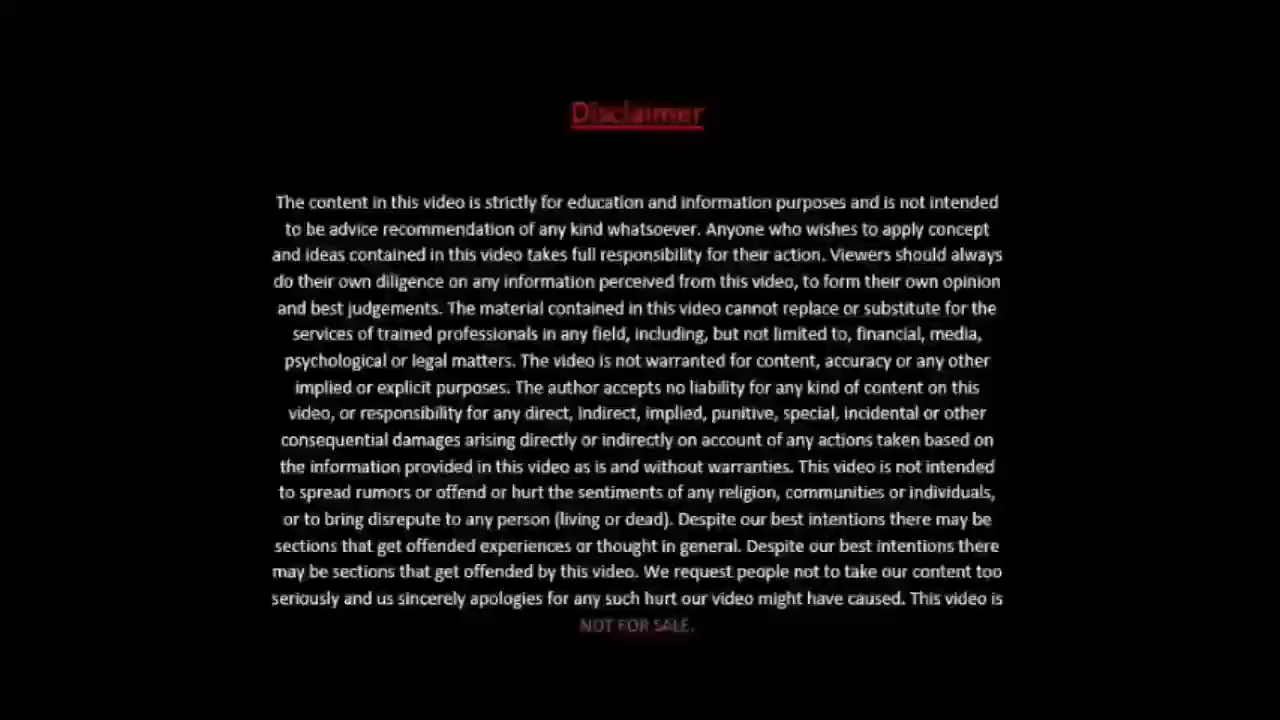 Disclaimer
The content in this video is strictly for education and information purposes and is not intended
to be advice recommendation of any kind whatsoever. Anyone who wishes to apply concept
and ideas contained in this video takes full responsibility for their action. Viewers should always
do their own diligence on any information perceived from this video, to form their own opinion
and best judgements. The material contained in this video cannot replace or substitute for the
services of trained professionals in any field, including, but not limited to, financial, media,
psychological or legal matters. The video is not warranted for content, accuracy or any other
implied or explicit purposes. The author accepts no liability for any kind of content on this
video, or responsibility for any direct, indirect, implied, punitive, special, incidental or other
consequential damages arising directly or indirectly on account of any actions taken based on
the information provided in this video as is and without warranties. This video is not intended
to spread rumors or offend or hurt the sentiments of any religion, communities or individuals,
or to bring disrepute to any person (living or dead). Despite our best intentions there may be
sections that get offended experiences or thought in general. Despite our best intentions there
may be sections that get offended by this video. We request people not to take our content too
seriously and us sincerely apologies for any such hurt our video might have caused. This video is
NOT FOR SALE.